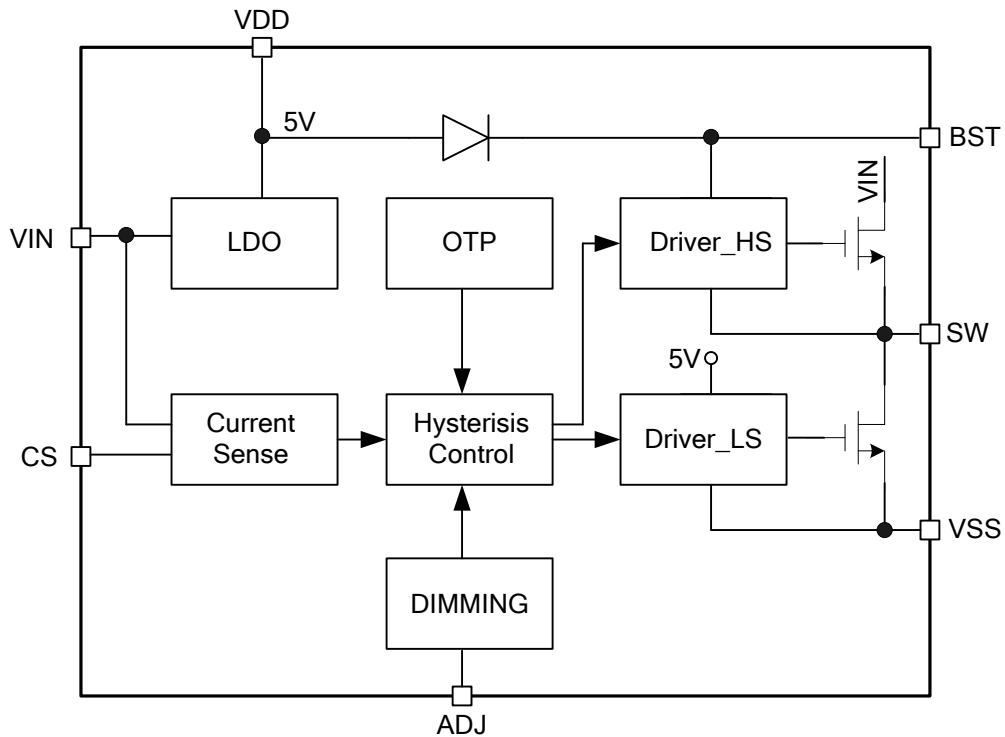 VDD
5V
BST
VIN
VIN
LDO
OTP
Driver_HS
SW
5V
Current
Sense
Hysterisis
Control
Driver_LS
CS
VSS
DIMMING
ADJ